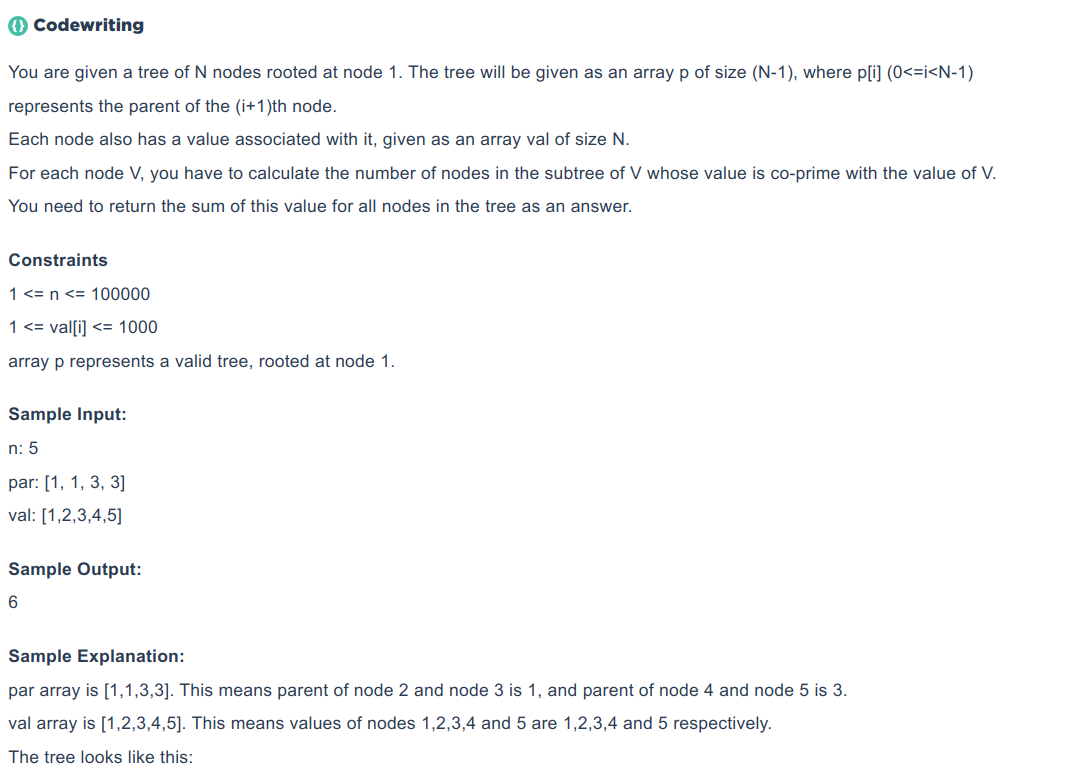 Codewriting
You are given a tree of N nodes rooted at node 1. The tree will be given as an array p of size (N-1), where p[i] (0<=i<N-1)
represents the parent of the (i+1)th node.
Each node also has a value associated with it, given as an array val of size N.
For each node V, you have to calculate the number of nodes in the subtree of V whose value is co-prime with the value of V.
You need to return the sum of this value for all nodes in the tree as an answer.
Constraints
1 <= n <= 100000
1 <= val[i] <= 1000
array p represents a valid tree, rooted at node 1.
Sample Input:
n: 5
par: [1, 1, 3, 3]
val: [1,2,3,4,5]
Sample Output:
6
Sample Explanation:
par array is [1,1,3,3]. This means parent of node 2 and node 3 is 1, and parent of node 4 and node 5 is 3.
val array is [1,2,3,4,5]. This means values of nodes 1,2,3,4 and 5 are 1,2,3,4 and 5 respectively.
The tree looks like this: